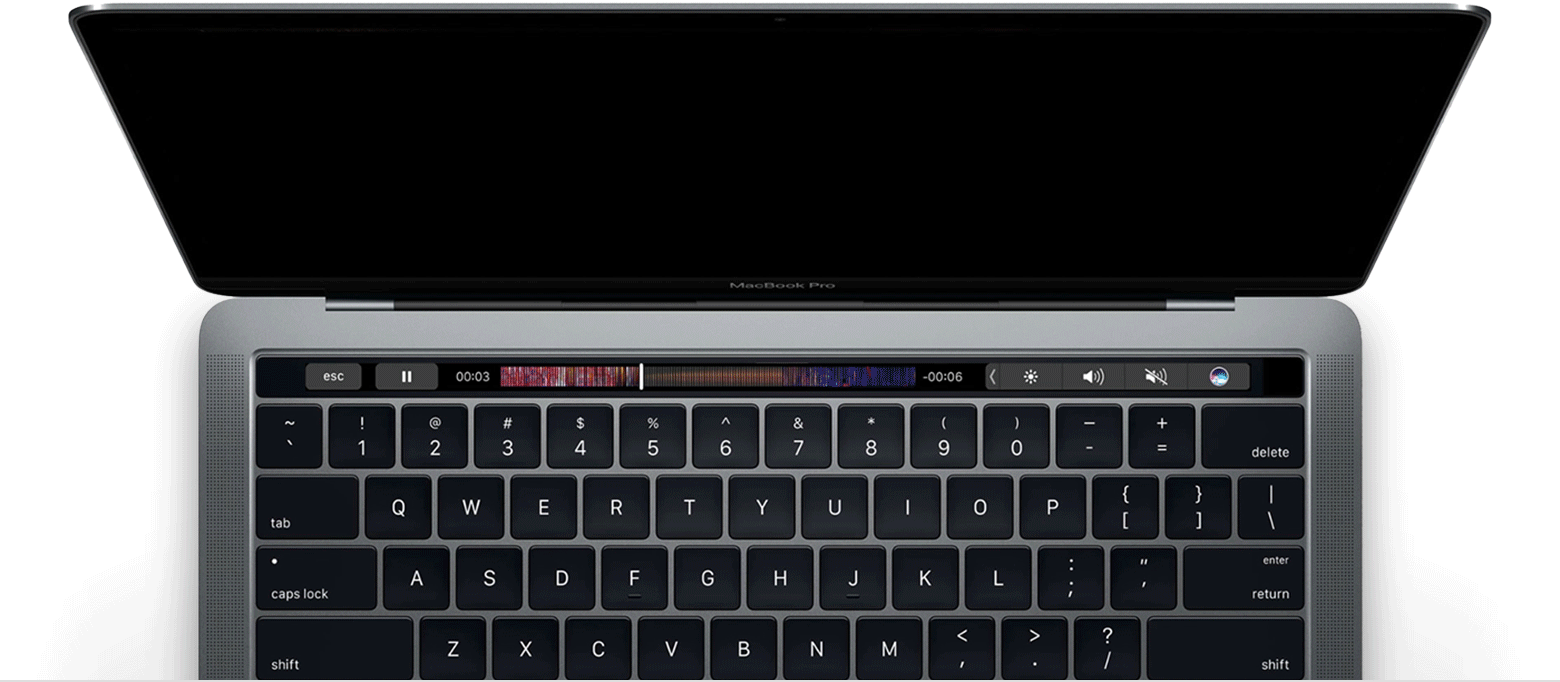 MacBook Pro
esc 00:03 -00:06
~ ! @ # $ % ^ & * ( ) — +
` 1 2 3 4 5 6 7 8 9 0 - = delete
tab Q W E R T Y U I O P { [ } ] | \
caps lock A S D F G H J K L : ; " ' enter return
shift Z X C V B N M < , > . ? / shift